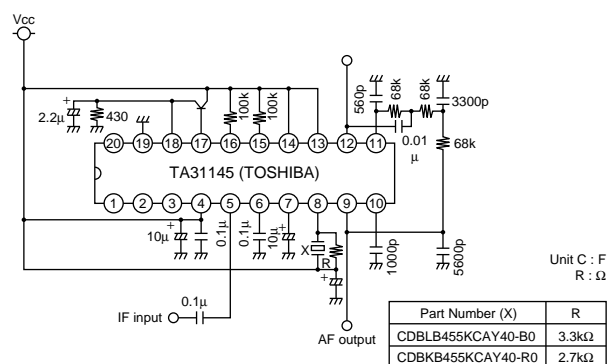 Vcc
+
2.2µ
430
100k
100k
560p
68k
68k
3300p
0.01
µ
68k
20 19 18 17 16 15 14 13 12 11
TA31145 (TOSHIBA)
1 2 3 4 5 6 7 8 9 10
10µ
+
0.1µ
0.1µ
10µ
+
X
R
+
1000p
5600p
Unit C : F
R : Ω
0.1µ
IF input
AF output
Part Number (X) R
CDBLB455KCAY40-B0 3.3kΩ
CDBKB455KCAY40-R0 2.7kΩ